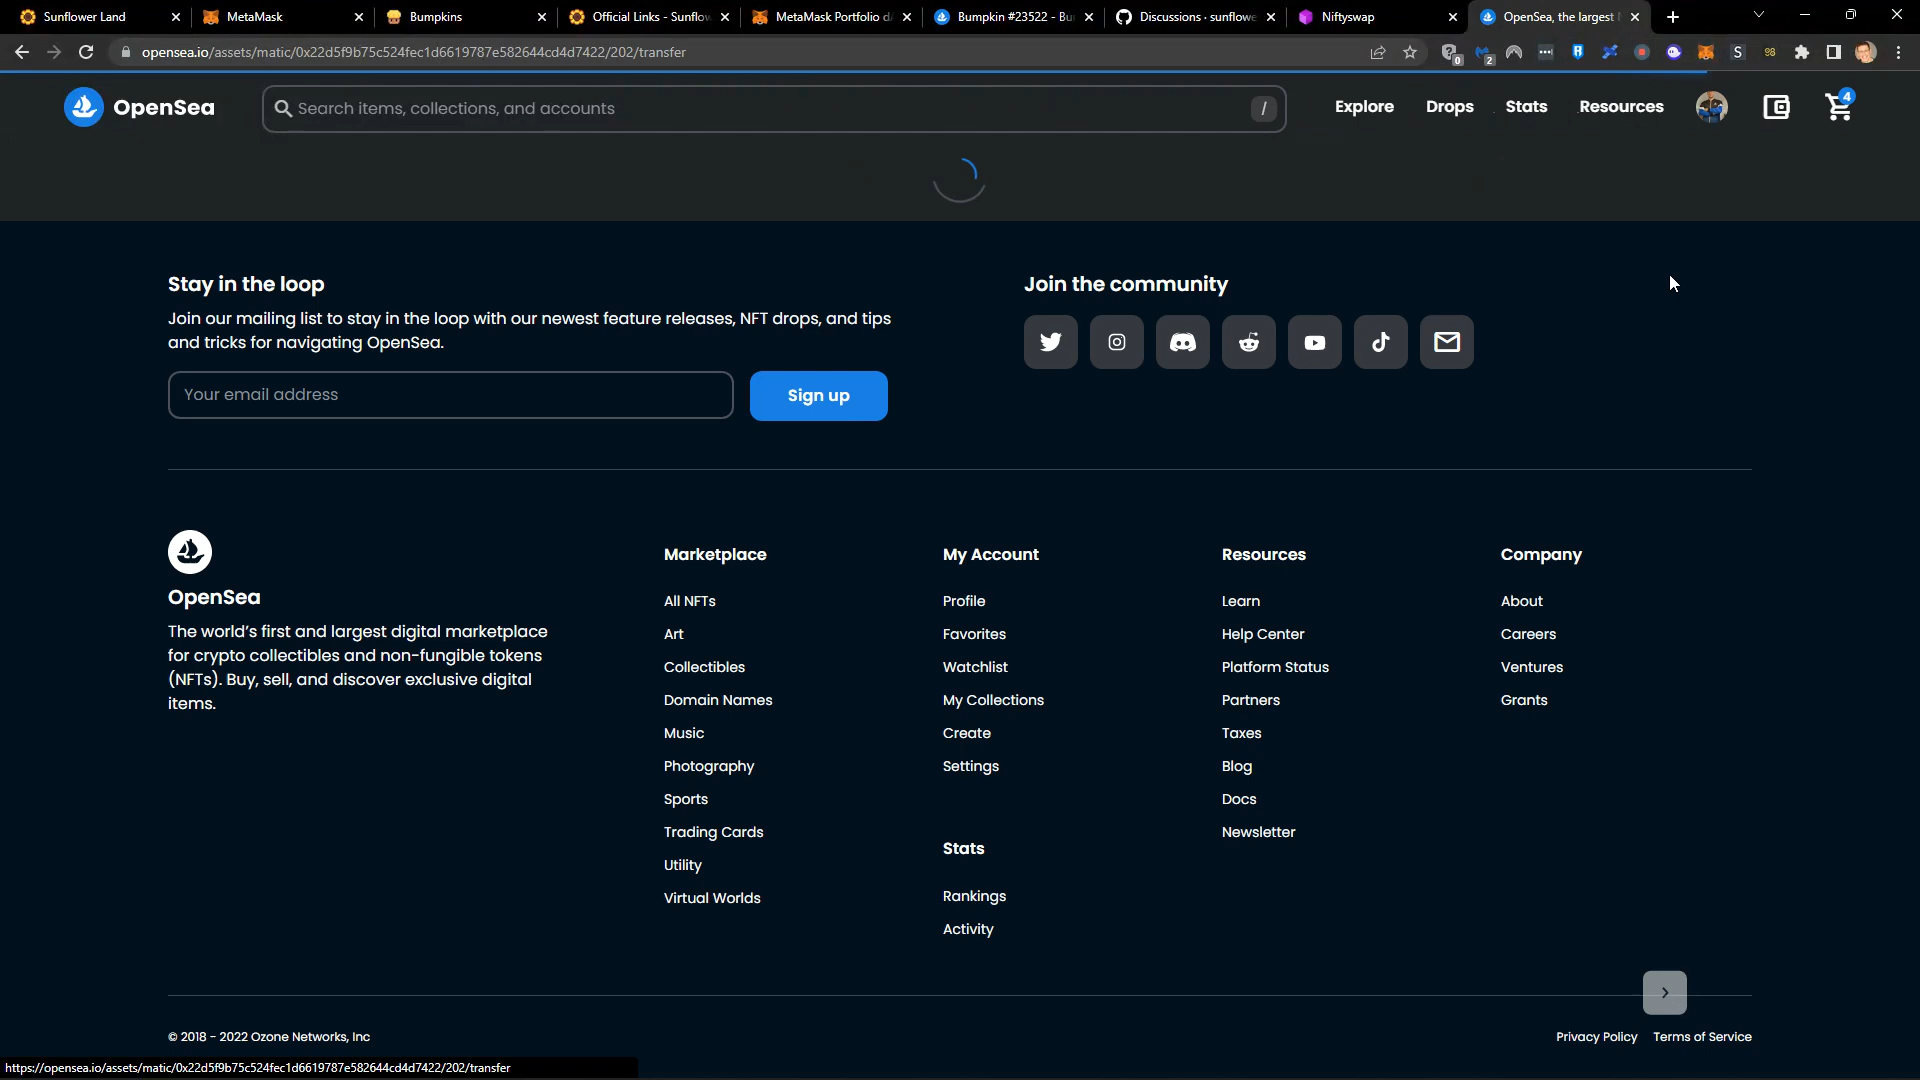 Sunflower Land
MetaMask
Bumpkins
Official Links - Sunflow
MetaMask Portfolio d
Bumpkin #23522 - Bu
Discussions · sunflowe
Niftyswap
OpenSea, the largest
opensea.io/assets/matic/0x22d5f9b75c524fec1d6619787e582644cd4d7422/202/transfer
0
2
S
98
OpenSea
Search items, collections, and accounts
/
Explore
Drops
Stats
Resources
4
Stay in the loop
Join our mailing list to stay in the loop with our newest feature releases, NFT drops, and tips
and tricks for navigating OpenSea.
Your email address
Sign up
Join the community
OpenSea
The world's first and largest digital marketplace
for crypto collectibles and non-fungible tokens
(NFTs). Buy, sell, and discover exclusive digital
items.
Marketplace
All NFTs
Art
Collectibles
Domain Names
Music
Photography
Sports
Trading Cards
Utility
Virtual Worlds
My Account
Profile
Favorites
Watchlist
My Collections
Create
Settings
Stats
Rankings
Activity
Resources
Learn
Help Center
Platform Status
Partners
Taxes
Blog
Docs
Newsletter
Company
About
Careers
Ventures
Grants
© 2018 - 2022 Ozone Networks, Inc
Privacy Policy
Terms of Service
https://opensea.io/assets/matic/0x22d5f9b75c524fec1d6619787e582644cd4d7422/202/transfer